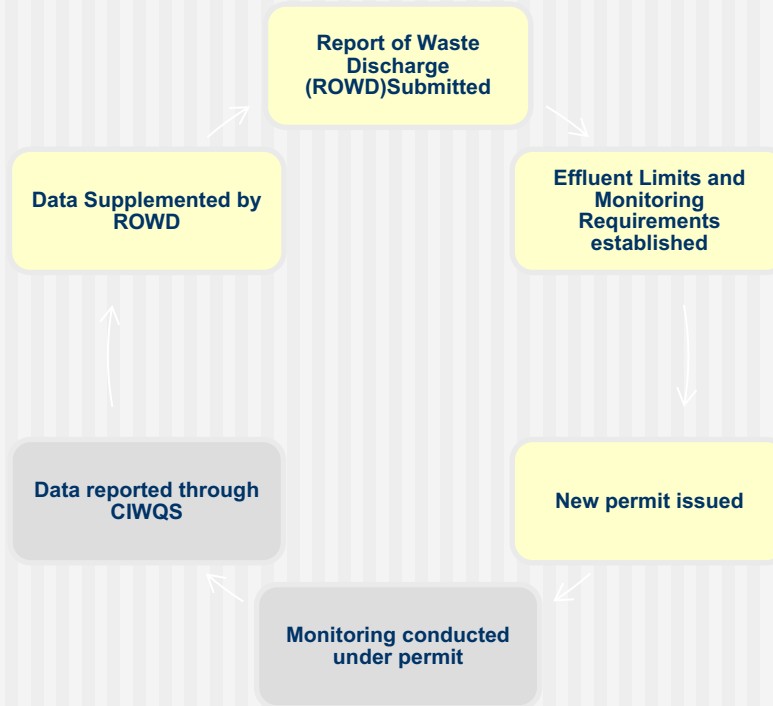 Report of Waste
Discharge
(ROWD)Submitted
Effluent Limits and
Monitoring
Requirements
established
New permit issued
Monitoring conducted
under permit
Data reported through
CIWQS
Data Supplemented by
ROWD